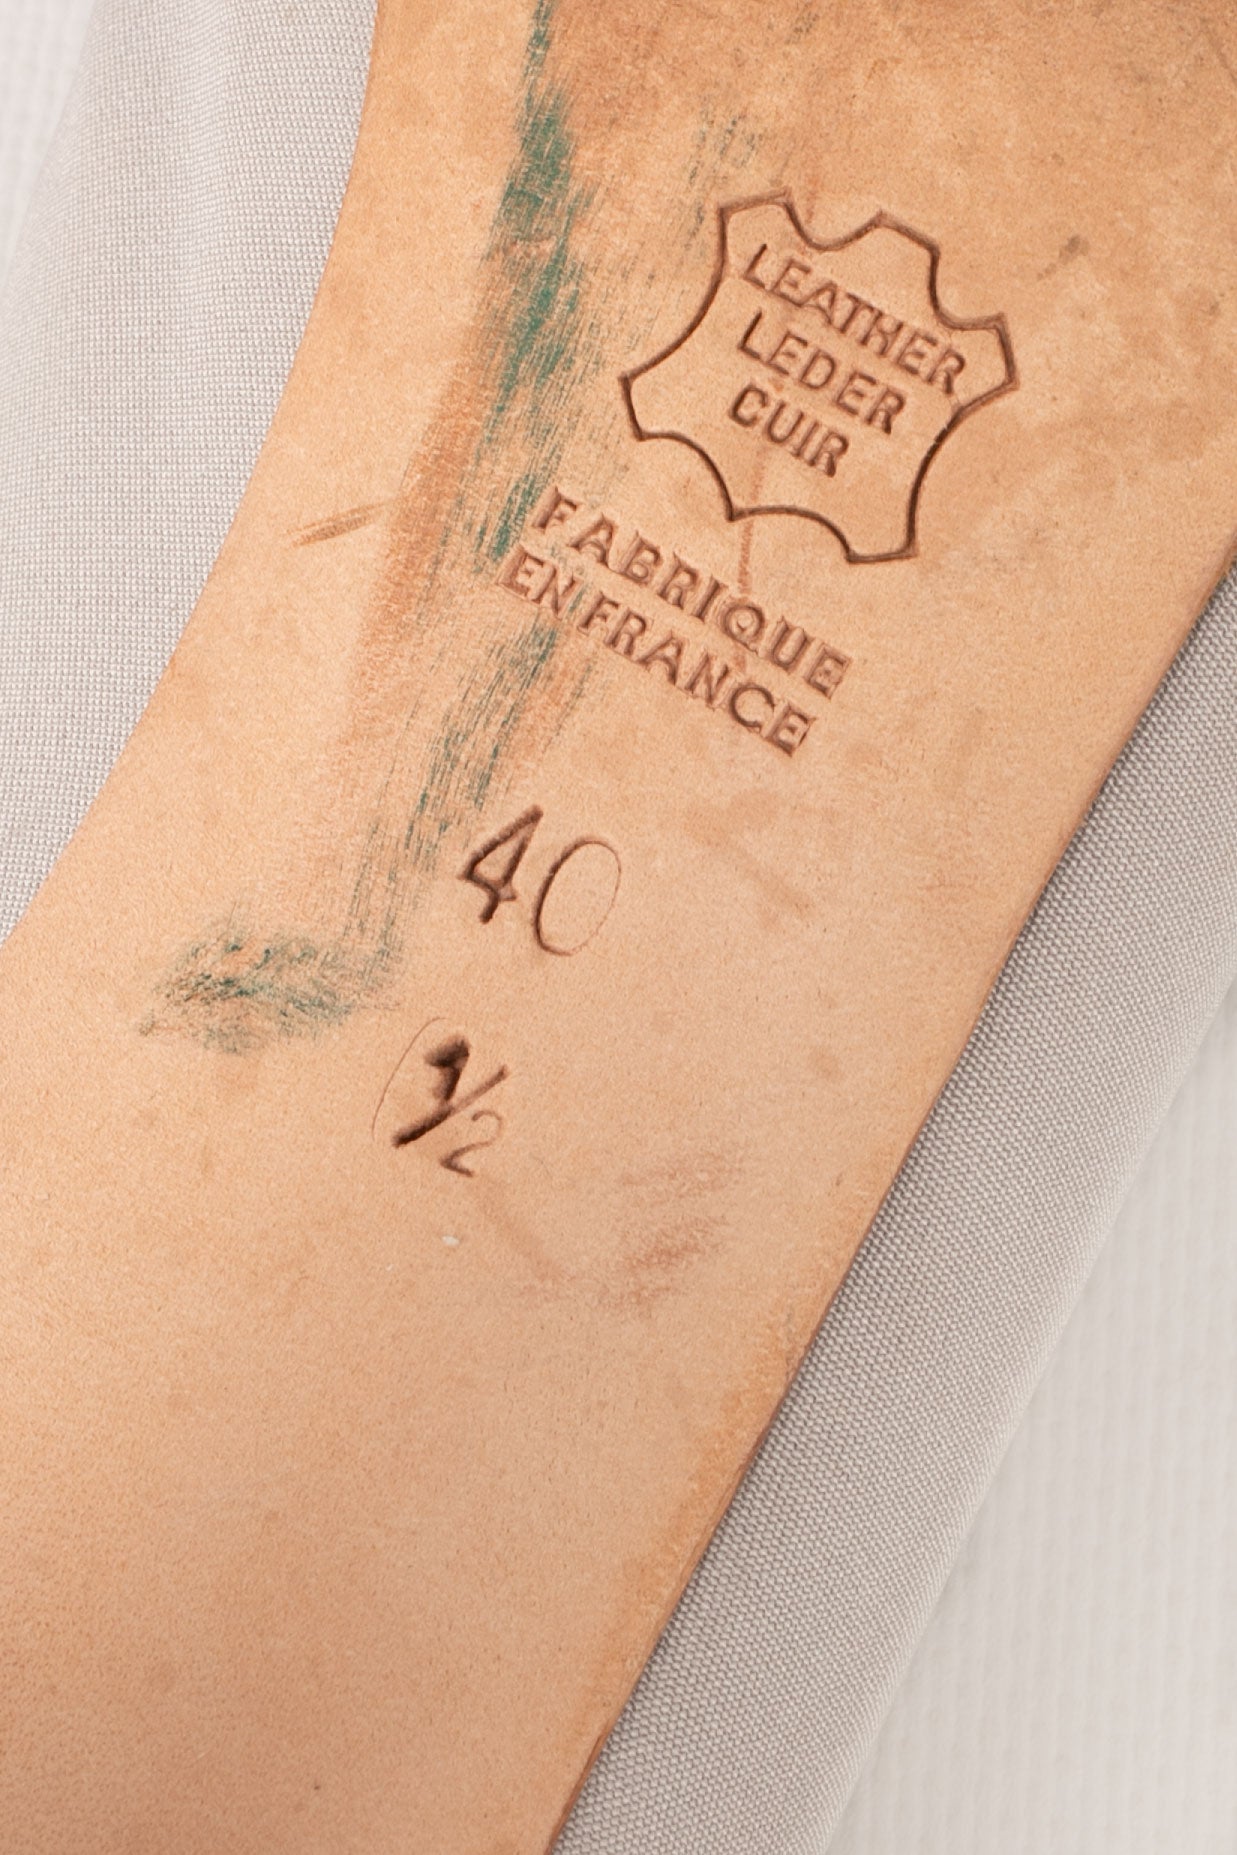 LEATHER
LEDER
CUIR
FABRIQUE
EN FRANCE
40
1/2